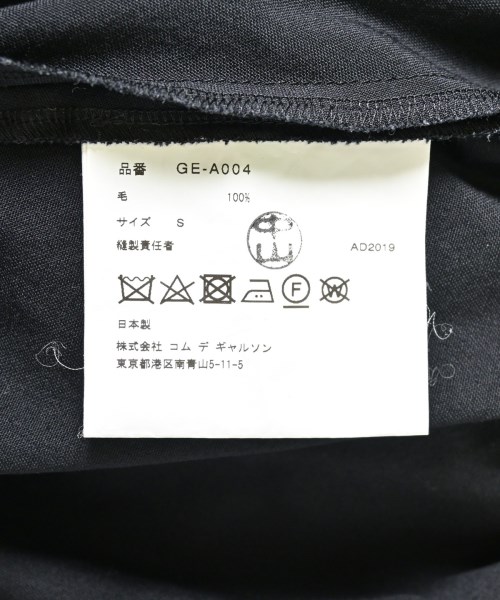 品番 GE-A004
毛 100%
サイズ S
縫製責任者 中山 AD2019
F W
日本製
株式会社 コム デ ギャルソン
東京都港区南青山5-11-5